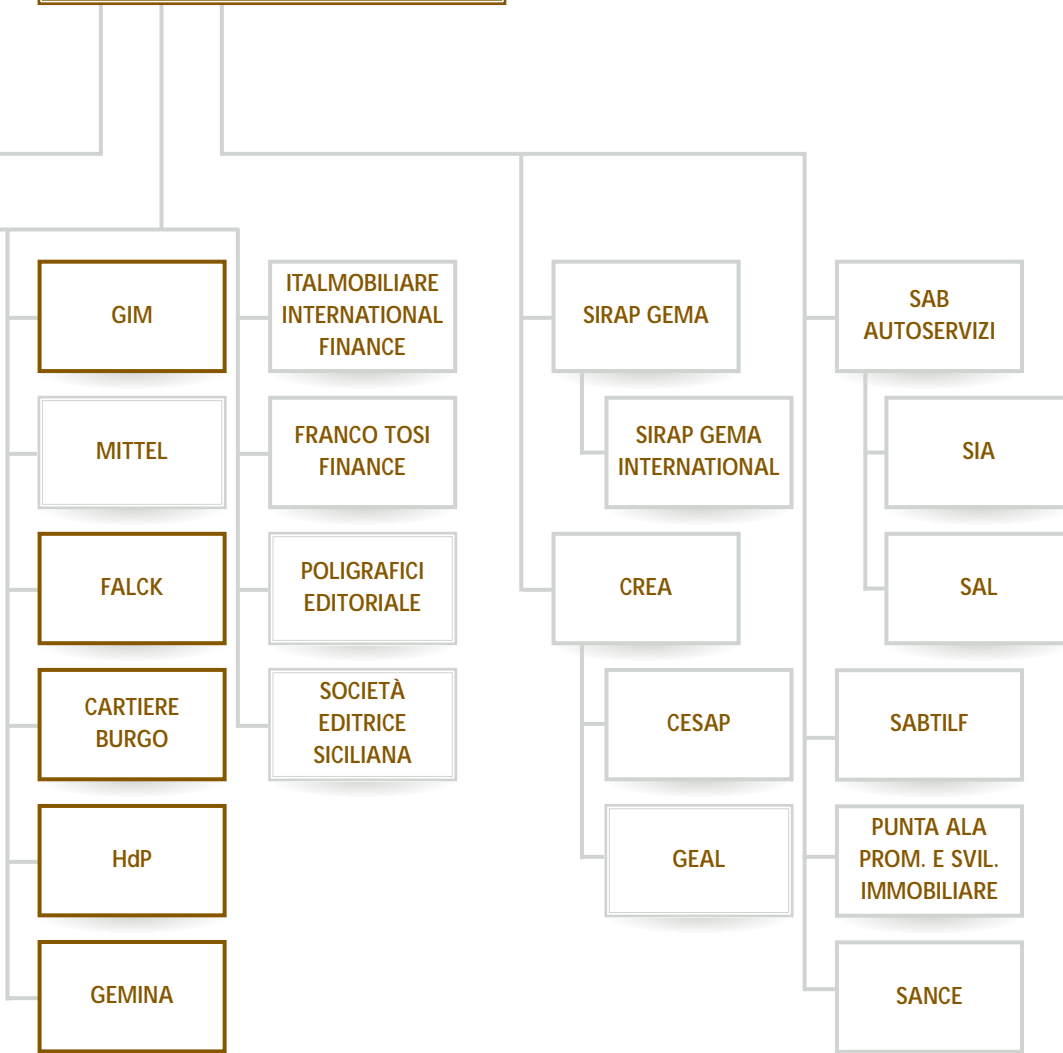 GIM
MITTEL
FALCK
CARTIERE
BURGO
HdP
GEMINA
ITALMOBILIARE
INTERNATIONAL
FINANCE
FRANCO TOSI
FINANCE
POLIGRAFICI
EDITORIALE
SOCIETÀ
EDITRICE
SICILIANA
SIRAP GEMA
SIRAP GEMA
INTERNATIONAL
CREA
CESAP
GEAL
SAB
AUTOSERVIZI
SIA
SAL
SABTILF
PUNTA ALA
PROM. E SVIL.
IMMOBILIARE
SANCE